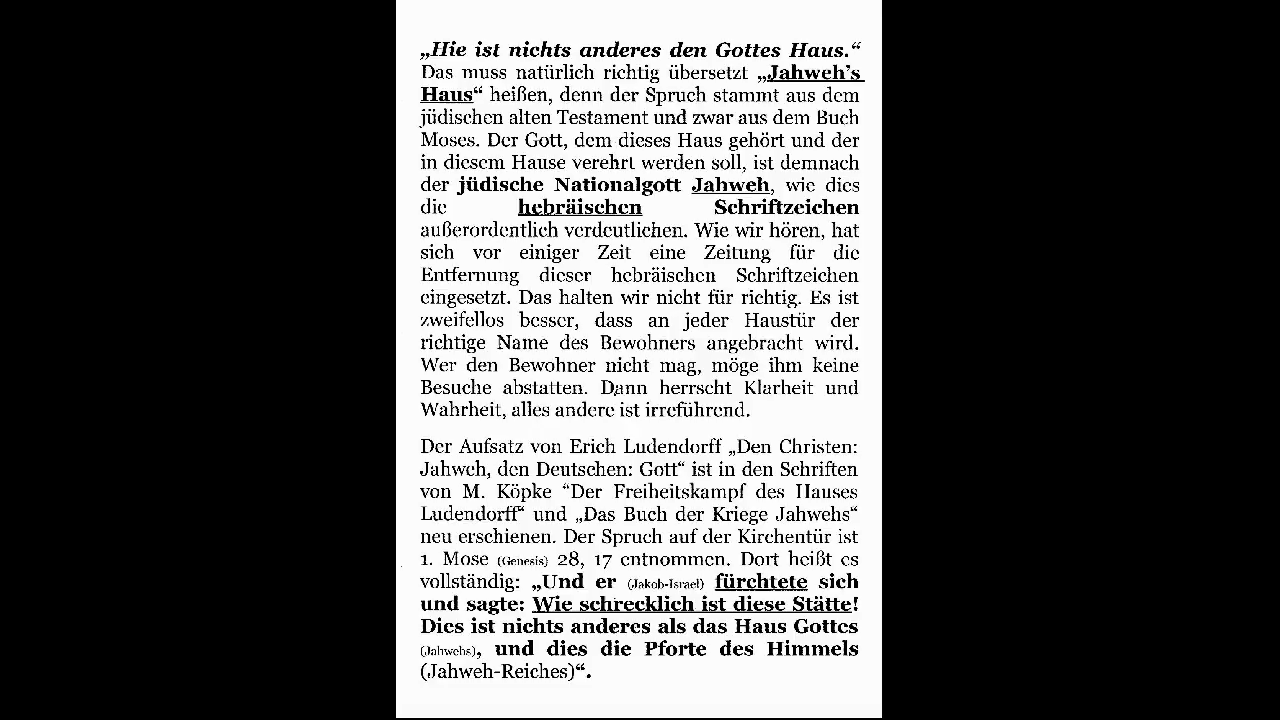 „Hie ist nichts anderes den Gottes Haus.“
Das muss natürlich richtig übersetzt „Jahweh’s
Haus“ heißen, denn der Spruch stammt aus dem
jüdischen alten Testament und zwar aus dem Buch
Moses. Der Gott, dem dieses Haus gehört und der
in diesem Hause verehrt werden soll, ist demnach
der jüdische Nationalgott Jahweh, wie dies
die hebräischen Schriftzeichen
außerordentlich verdeutlichen. Wie wir hören, hat
sich vor einiger Zeit eine Zeitung für die
Entfernung dieser hebräischen Schriftzeichen
eingesetzt. Das halten wir nicht für richtig. Es ist
zweifellos besser, dass an jeder Haustür der
richtige Name des Bewohners angebracht wird.
Wer den Bewohner nicht mag, möge ihm keine
Besuche abstatten. Dann herrscht Klarheit und
Wahrheit, alles andere ist irreführend.
Der Aufsatz von Erich Ludendorff „Den Christen:
Jahweh, den Deutschen: Gott“ ist in den Schriften
von M. Köpke “Der Freiheitskampf des Hauses
Ludendorff“ und „Das Buch der Kriege Jahwehs“
neu erschienen. Der Spruch auf der Kirchentür ist
1. Mose (Genesis) 28, 17 entnommen. Dort heißt es
vollständig: „Und er (Jakob-Israel) fürchtete sich
und sagte: Wie schrecklich ist diese Stätte!
Dies ist nichts anderes als das Haus Gottes
(Jahwehs), und dies die Pforte des Himmels
(Jahweh-Reiches)“.